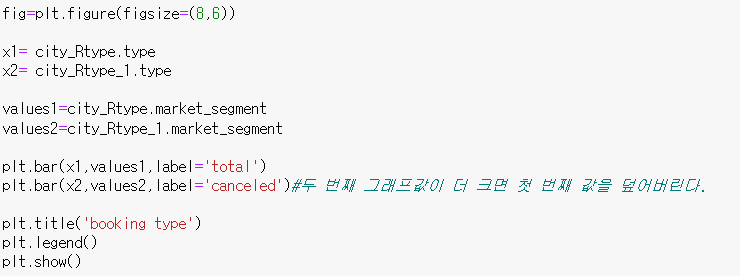 fig=plt.figure(figsize=(8,6))
x1= city_Rtype.type
x2= city_Rtype_1.type
values1=city_Rtype.market_segment
values2=city_Rtype_1.market_segment
plt.bar(x1,values1,label='total')
plt.bar(x2,values2,label='canceled')#두 번째 그래프값이 더 크면 첫 번째 값을 덮어버린다.
plt.title('booking type')
plt.legend()
plt.show()